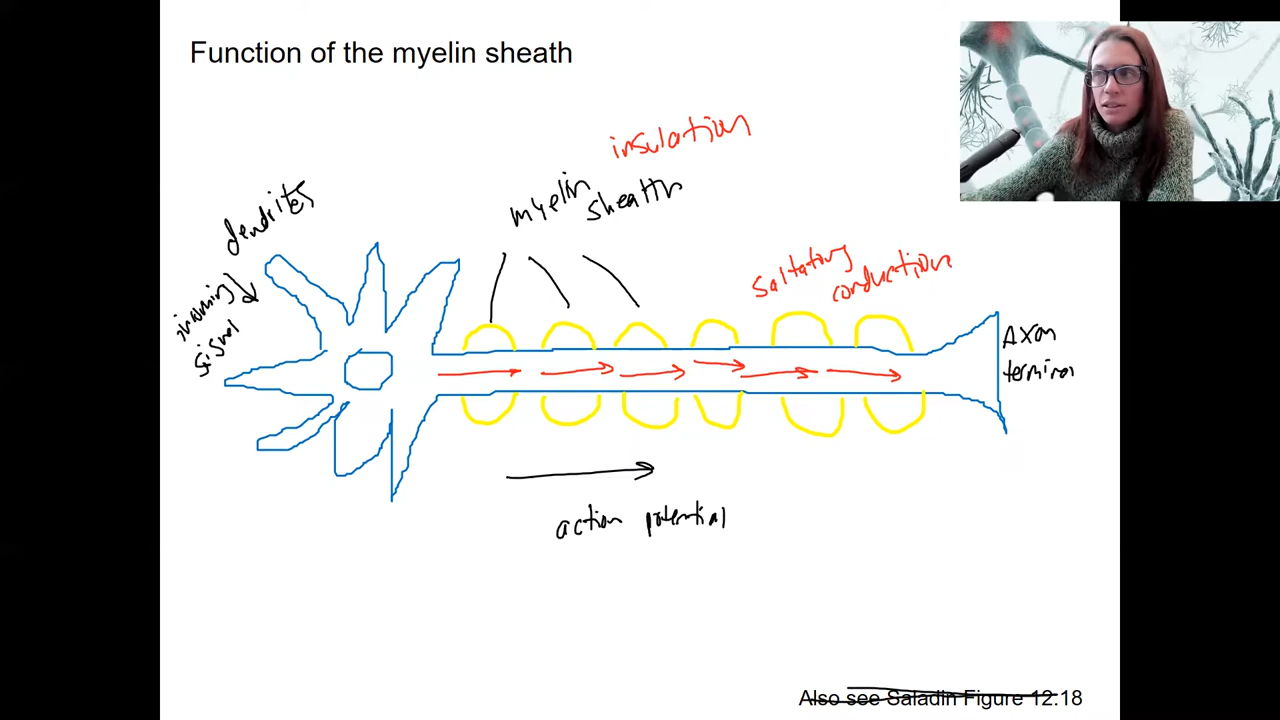 Function of the myelin sheath
insulation
myelin
sheath
dendrites
incoming
signal
saltatory
conduction
Axon
terminal
action potential
Also see Saladin Figure 12.18